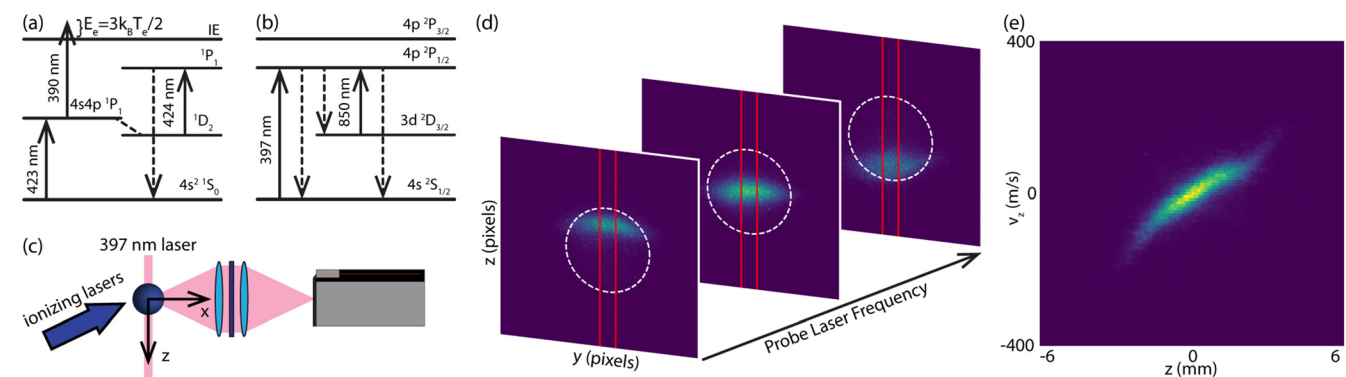 (a)
}Eₑ=3k_BTₑ/2
IE
390 nm
¹P₁
4s4p ¹P₁
424 nm
¹D₂
423 nm
4s² ¹S₀
(b)
4p ²P₃/₂
4p ²P₁/₂
850 nm
3d ²D₃/₂
397 nm
4s ²S₁/₂
(c)
397 nm laser
ionizing lasers
x
z
(d)
z (pixels)
y (pixels)
Probe Laser Frequency
(e)
400
v_z (m/s)
0
-400
-6
0
6
z (mm)